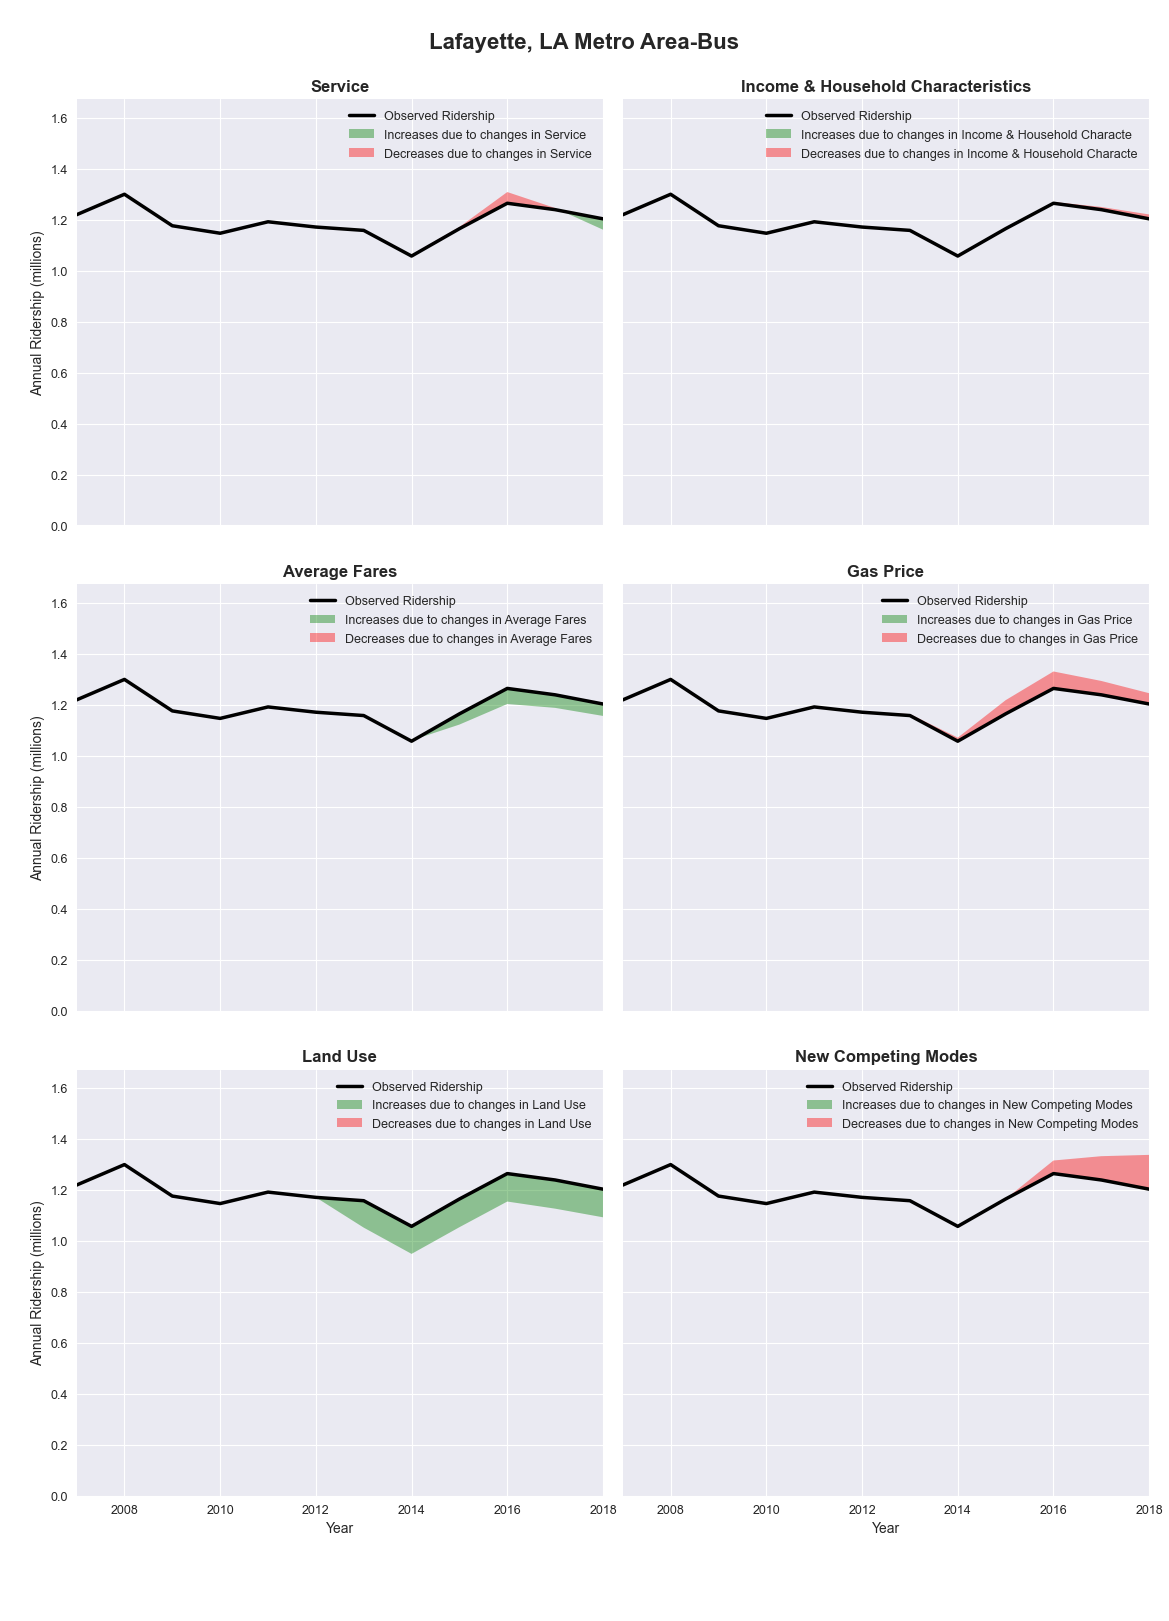 Lafayette, LA Metro Area-Bus
Service
Observed Ridership
Increases due to changes in Service
Decreases due to changes in Service
1.6
1.4
1.2
1.0
0.8
0.6
0.4
0.2
0.0
Annual Ridership (millions)
Income & Household Characteristics
Observed Ridership
Increases due to changes in Income & Household Characte
Decreases due to changes in Income & Household Characte
Average Fares
Observed Ridership
Increases due to changes in Average Fares
Decreases due to changes in Average Fares
1.6
1.4
1.2
1.0
0.8
0.6
0.4
0.2
0.0
Annual Ridership (millions)
Gas Price
Observed Ridership
Increases due to changes in Gas Price
Decreases due to changes in Gas Price
Land Use
Observed Ridership
Increases due to changes in Land Use
Decreases due to changes in Land Use
1.6
1.4
1.2
1.0
0.8
0.6
0.4
0.2
0.0
Annual Ridership (millions)
2008 2010 2012 2014 2016 2018
Year
New Competing Modes
Observed Ridership
Increases due to changes in New Competing Modes
Decreases due to changes in New Competing Modes
2008 2010 2012 2014 2016 2018
Year